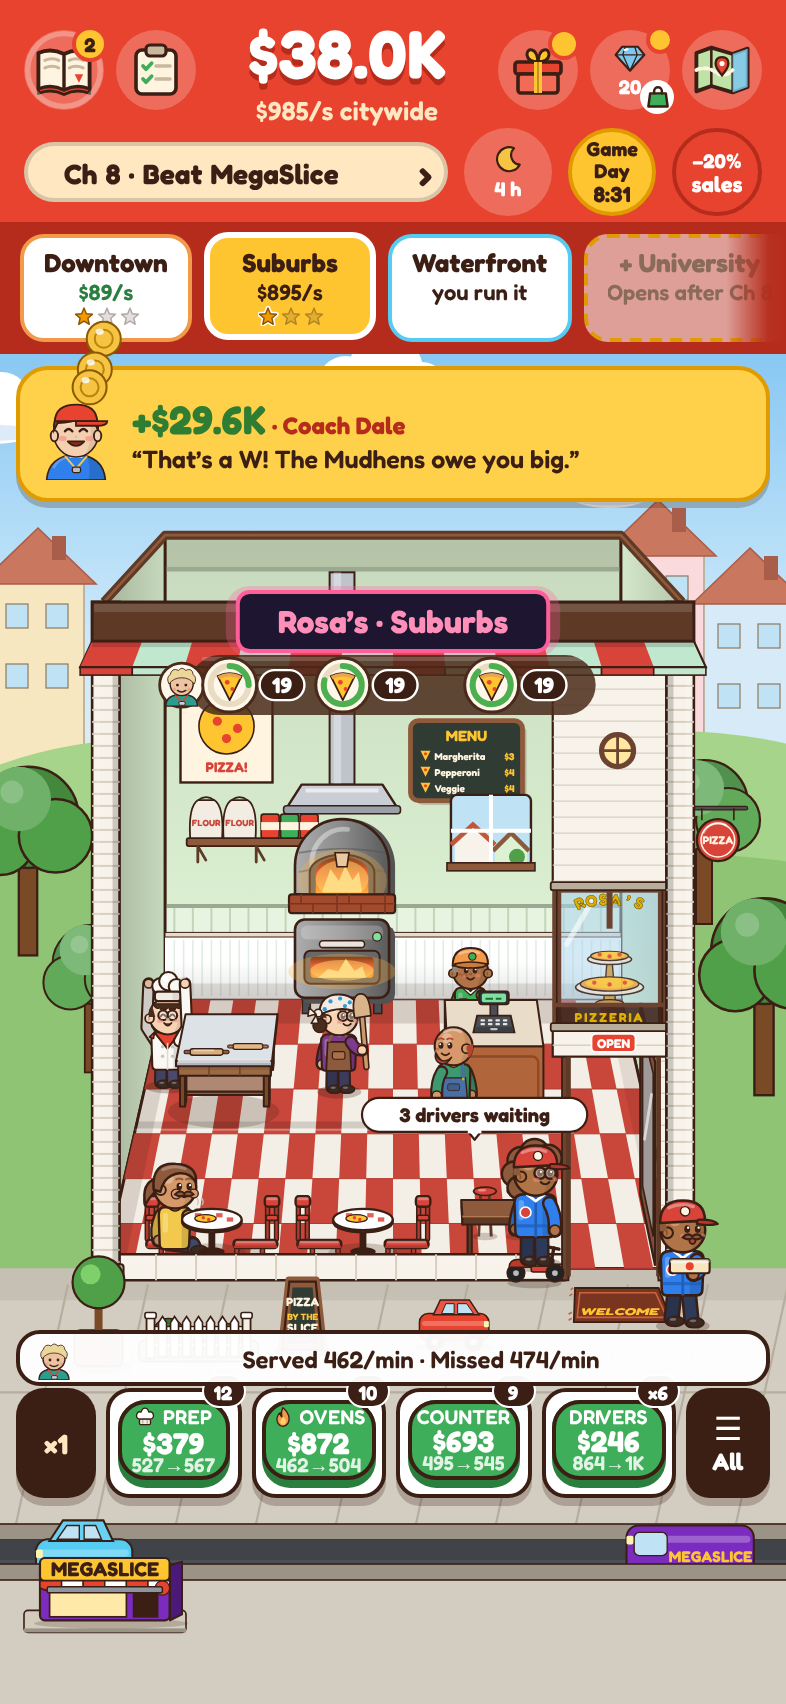 2
$38.0K
$985/s citywide
20
Ch 8 · Beat MegaSlice ›
4 h
Game
Day
8:31
–20%
sales
Downtown
$89/s
Suburbs
$895/s
Waterfront
you run it
+ University
Opens after Ch 8
+$29.6K · Coach Dale
“That’s a W! The Mudhens owe you big.”
Rosa’s · Suburbs
19
19
19
PIZZA!
MENU
Margherita $3
Pepperoni $4
Veggie $4
FLOUR
FLOUR
PIZZA
ROSA'S
PIZZERIA
OPEN
3 drivers waiting
WELCOME
PIZZA
BY THE
SLICE
Served 462/min · Missed 474/min
x1
12
PREP
$379
527→567
10
OVENS
$872
462→504
9
COUNTER
$693
495→545
x6
DRIVERS
$246
864→1K
All
MEGASLICE
MEGASLICE